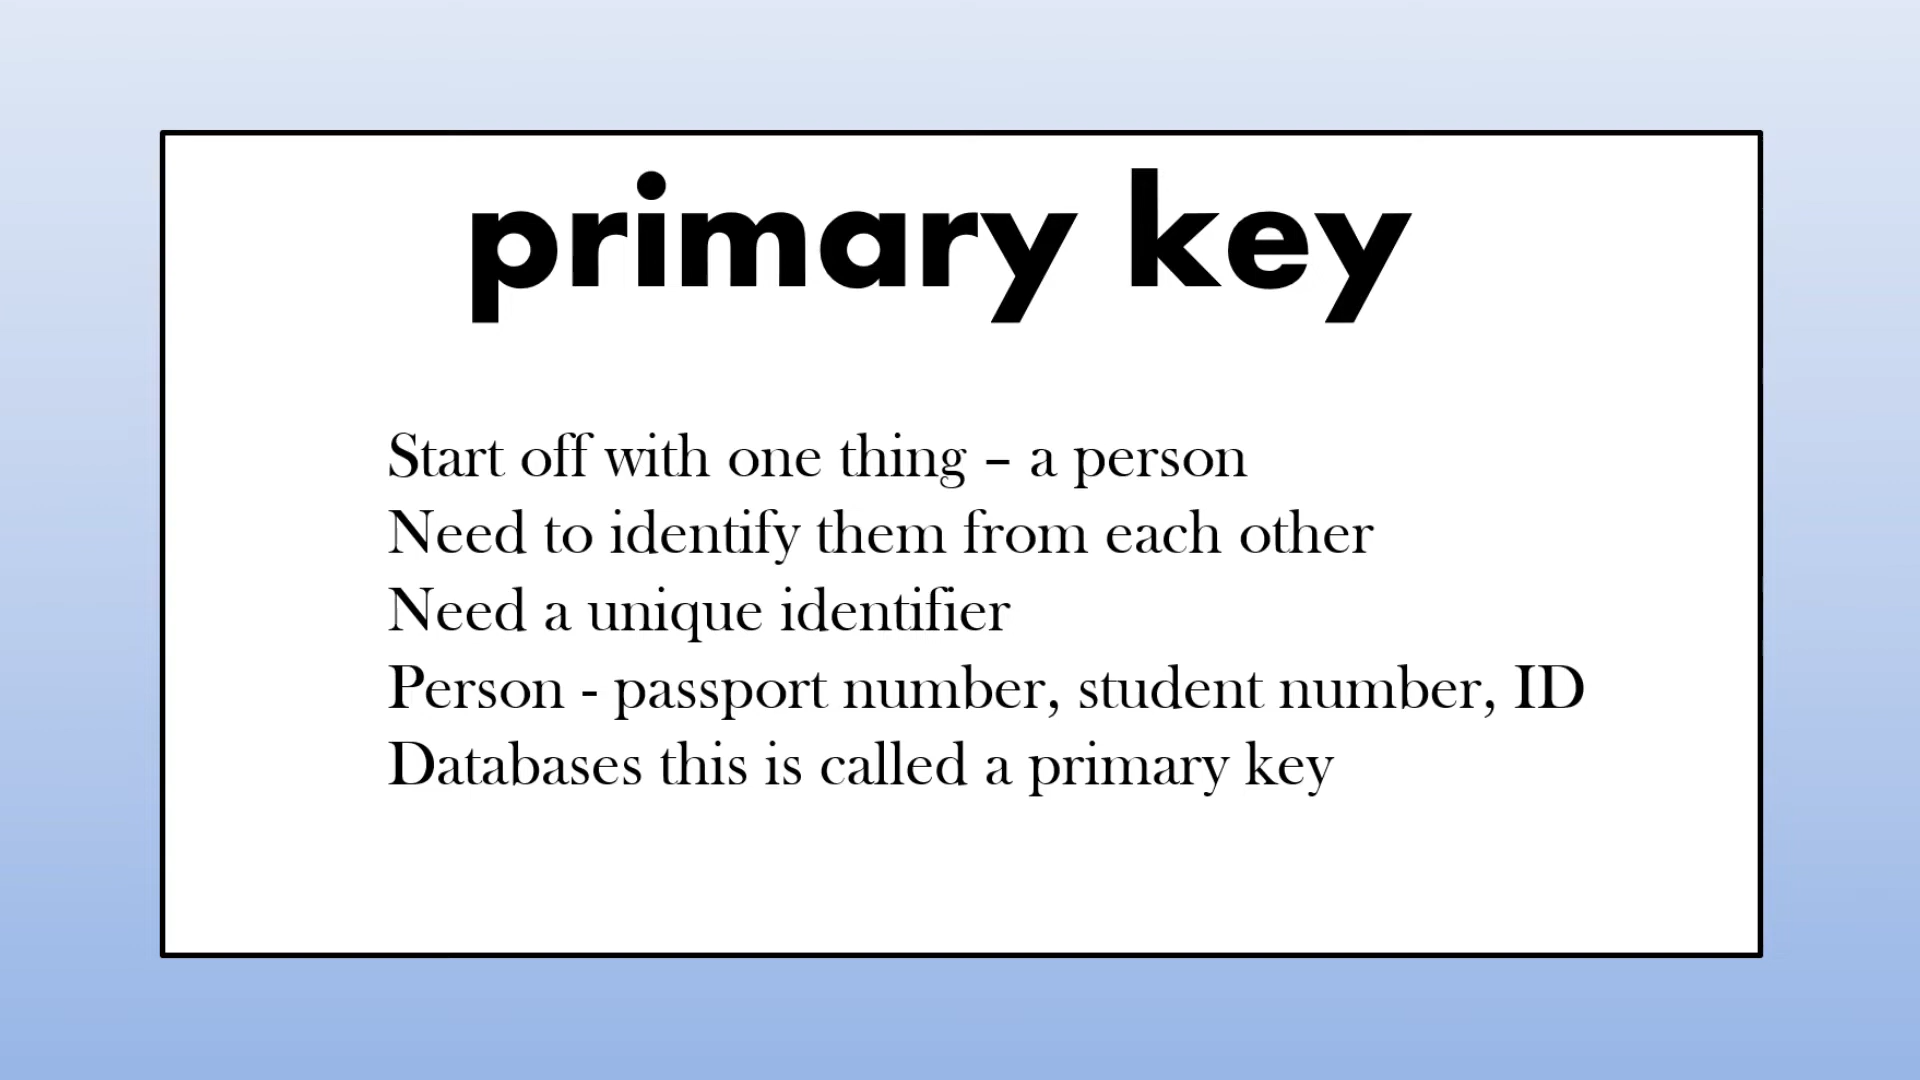 primary key
Start off with one thing – a person
Need to identify them from each other
Need a unique identifier
Person - passport number, student number, ID
Databases this is called a primary key